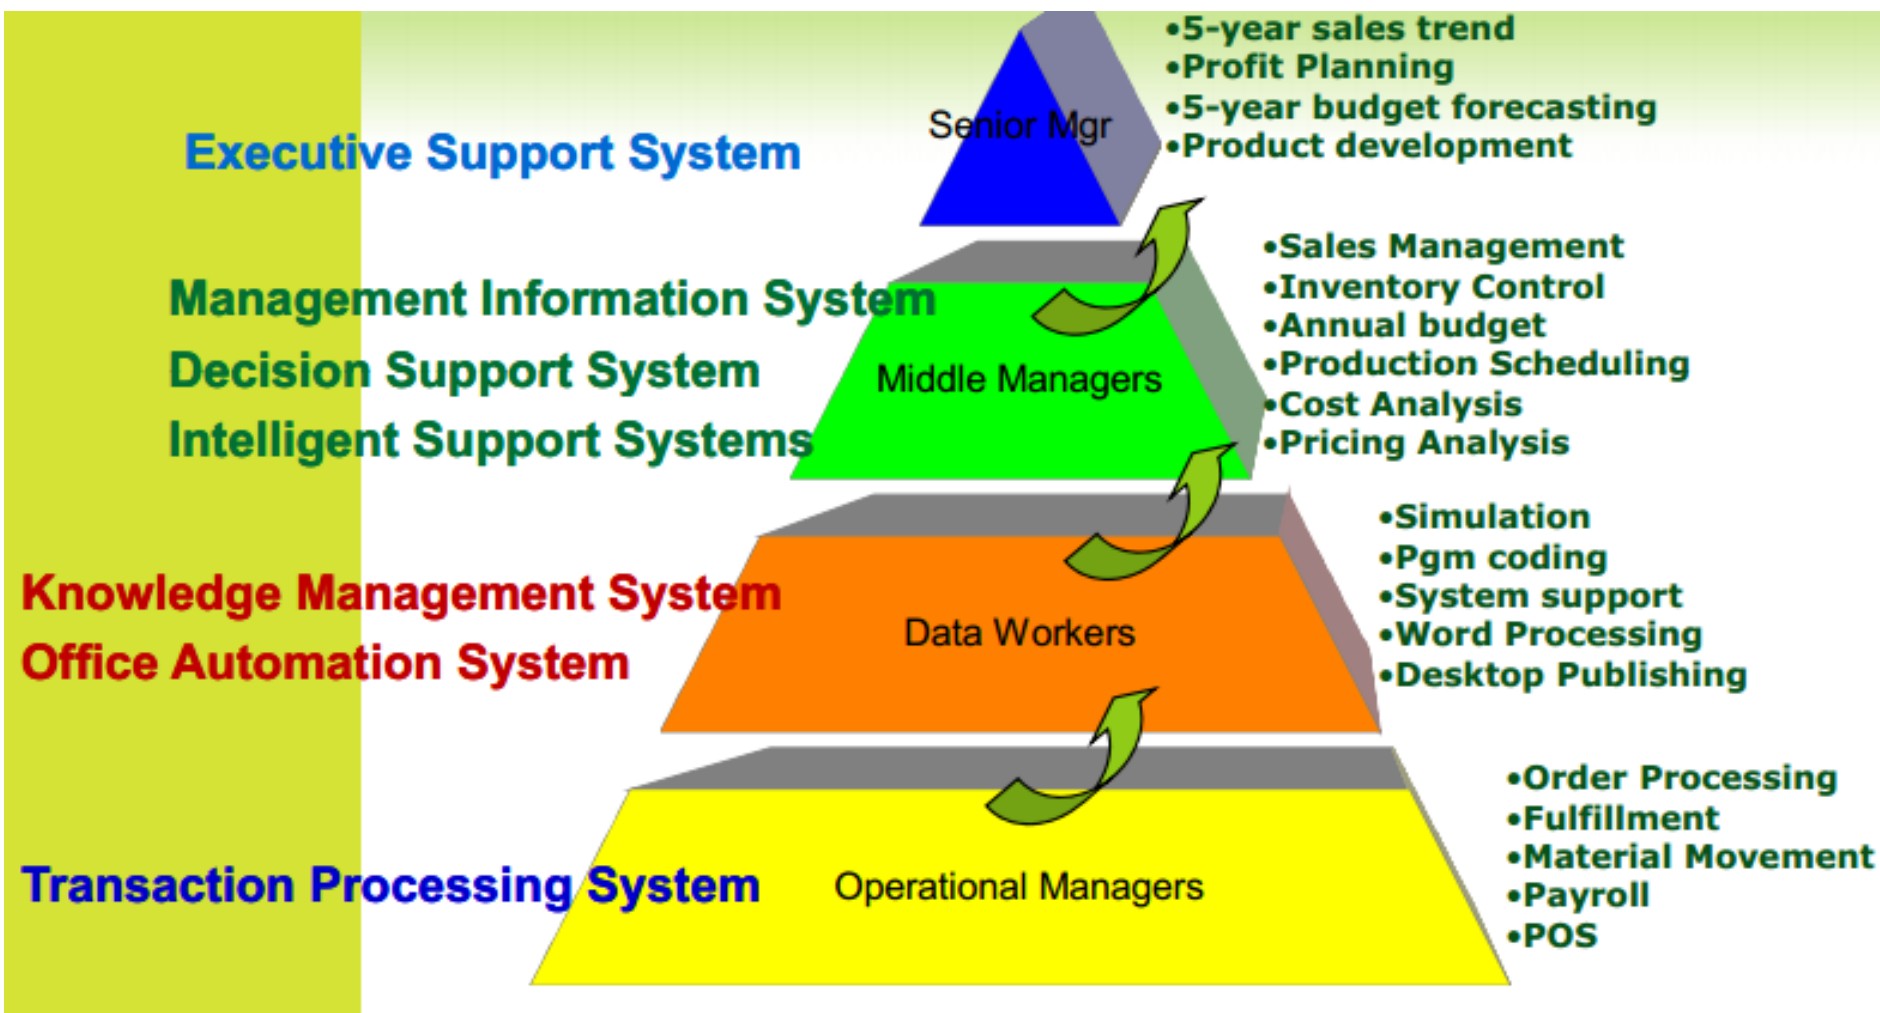 •5-year sales trend
•Profit Planning
•5-year budget forecasting
•Product development
Senior Mgr
Executive Support System
•Sales Management
•Inventory Control
•Annual budget
•Production Scheduling
•Cost Analysis
•Pricing Analysis
Management Information System
Decision Support System
Intelligent Support Systems
Middle Managers
•Simulation
•Pgm coding
•System support
•Word Processing
•Desktop Publishing
Knowledge Management System
Office Automation System
Data Workers
•Order Processing
•Fulfillment
•Material Movement
•Payroll
•POS
Transaction Processing System
Operational Managers